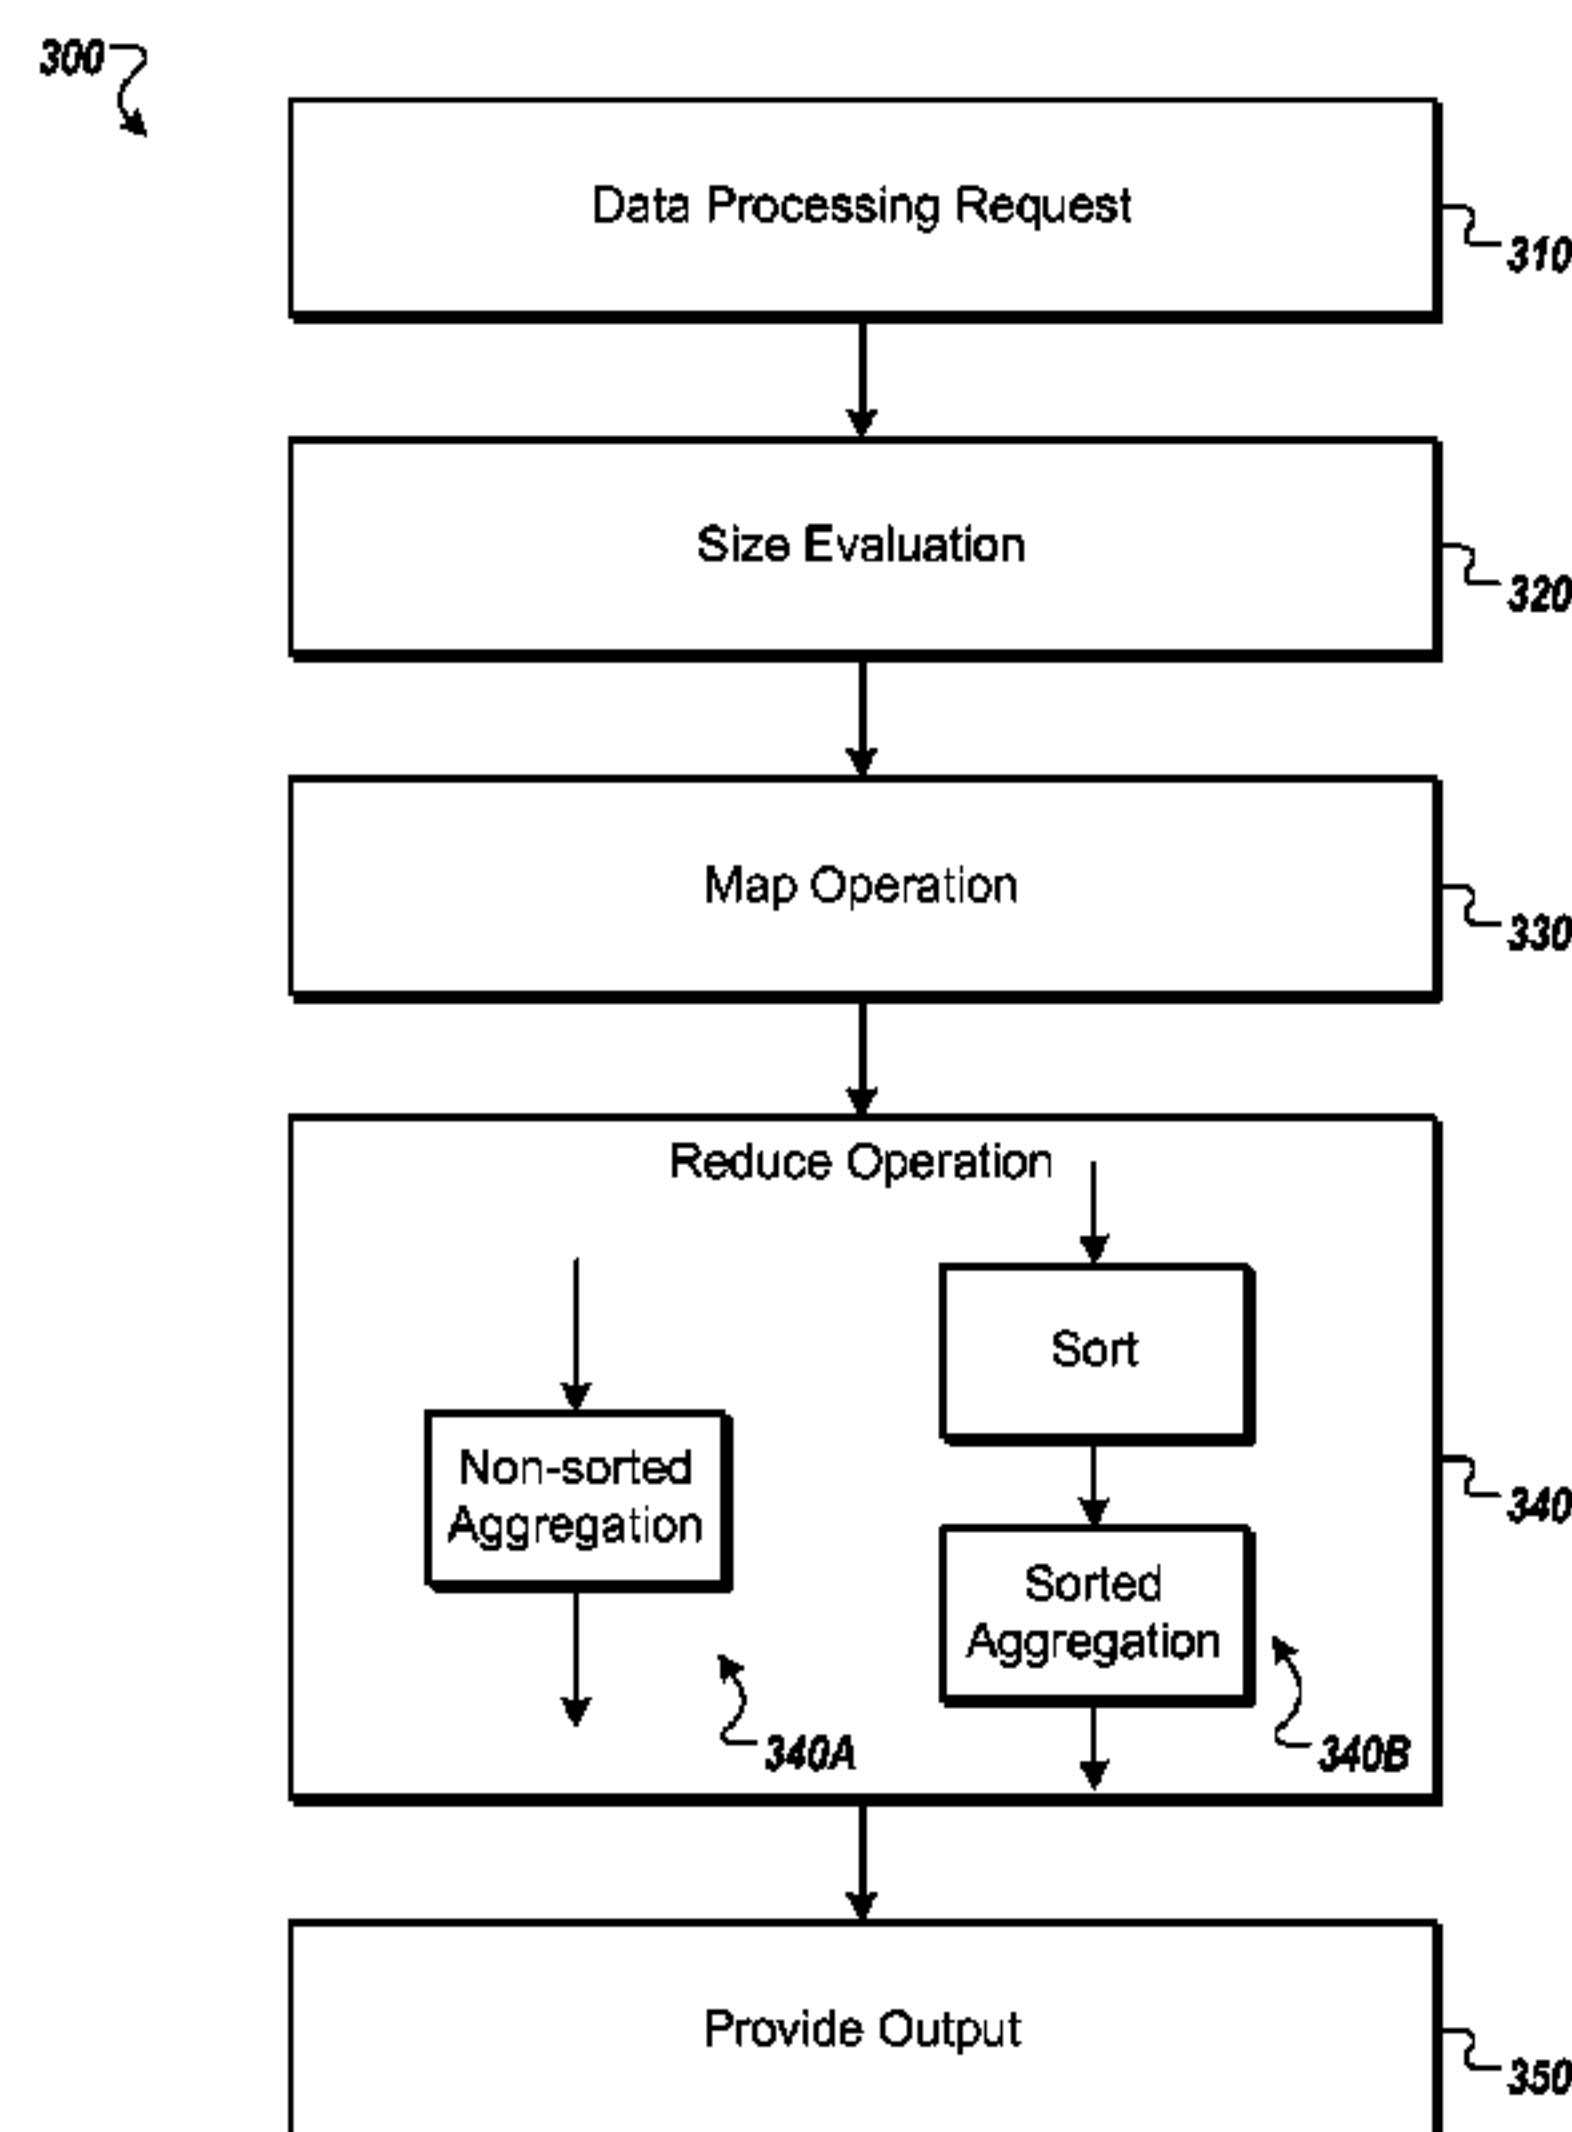 300
Data Processing Request
310
Size Evaluation
320
Map Operation
330
Reduce Operation
Sort
Non-sorted
Aggregation
340
Sorted
Aggregation
340A
340B
Provide Output
350